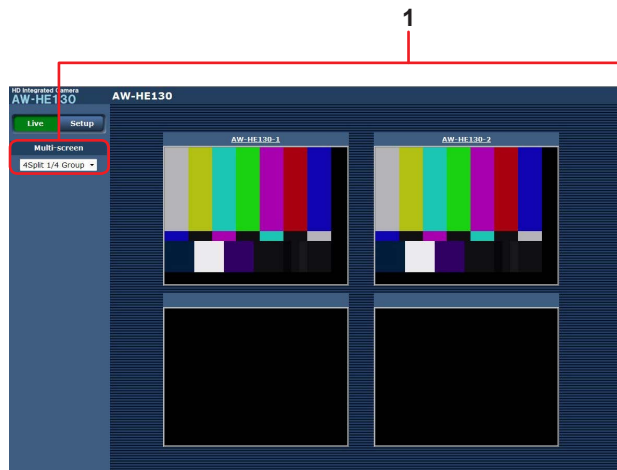 1
HD Integrated Camera
AW-HE130
AW-HE130
Live
Setup
Multi-screen
4Split 1/4 Group
AW-HE130-1
AW-HE130-2